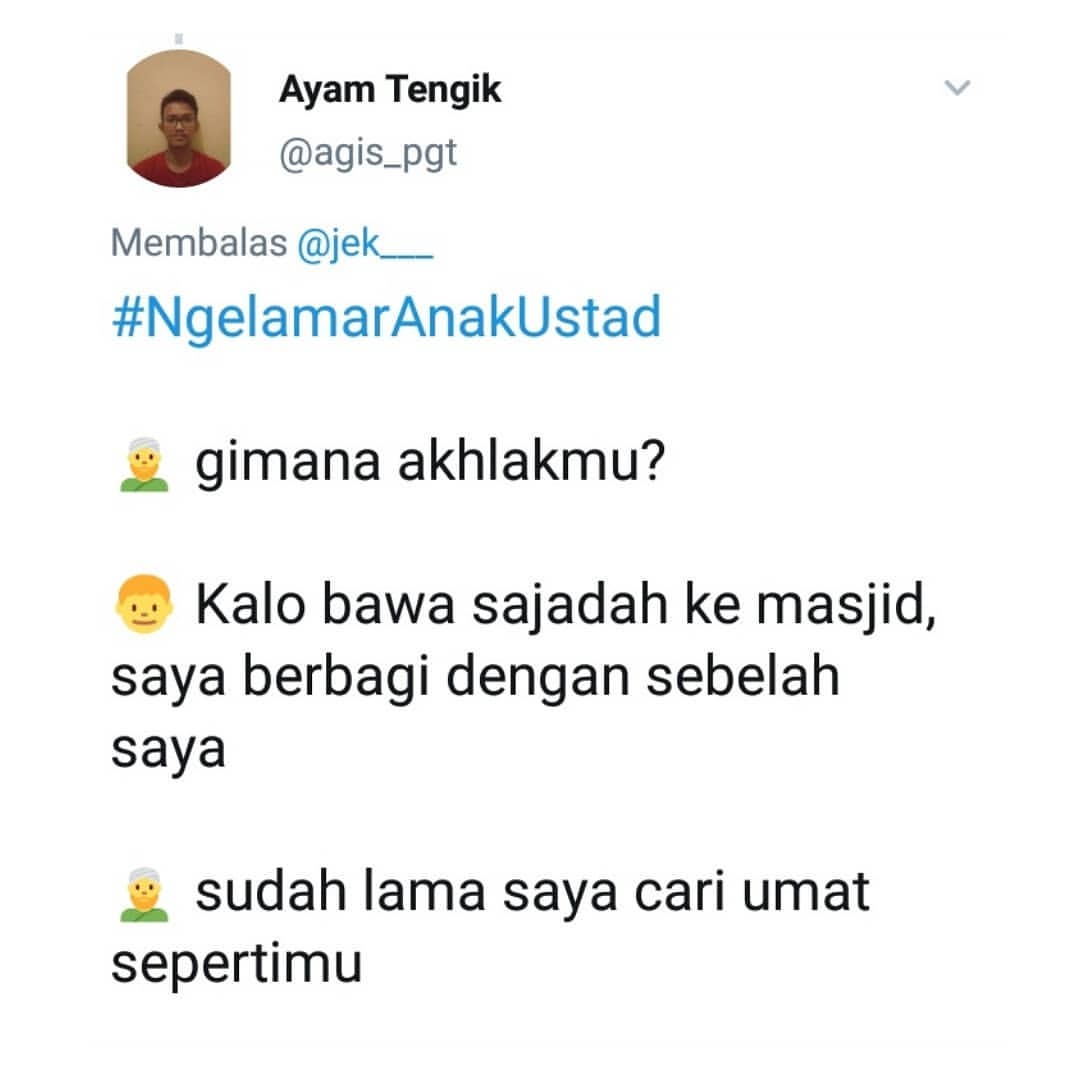 Ayam Tengik
@agis_pgt
Membalas @jek___
#NgelamarAnakUstad
👳 gimana akhlakmu?
👦 Kalo bawa sajadah ke masjid,
saya berbagi dengan sebelah
saya
👳 sudah lama saya cari umat
sepertimu